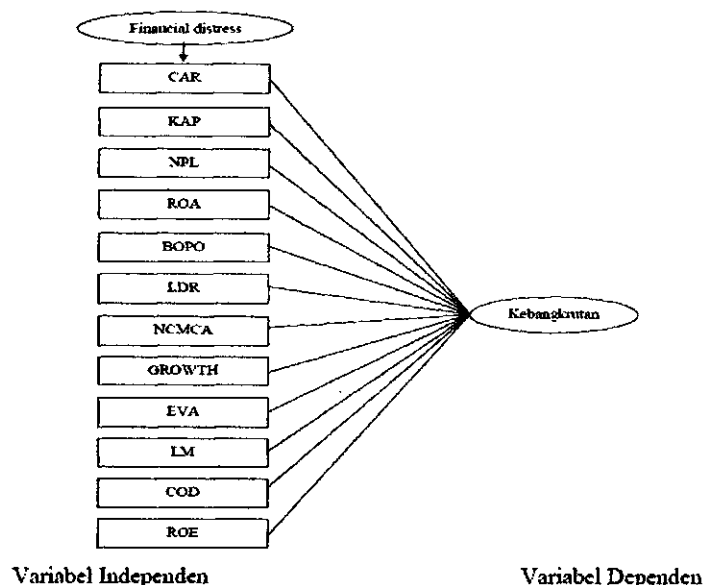 Financial distress
CAR
KAP
NPL
ROA
BOPO
LDR
NCMCA
GROWTH
EVA
LM
COD
ROE
Kebangkrutan
Variabel Independen
Variabel Dependen